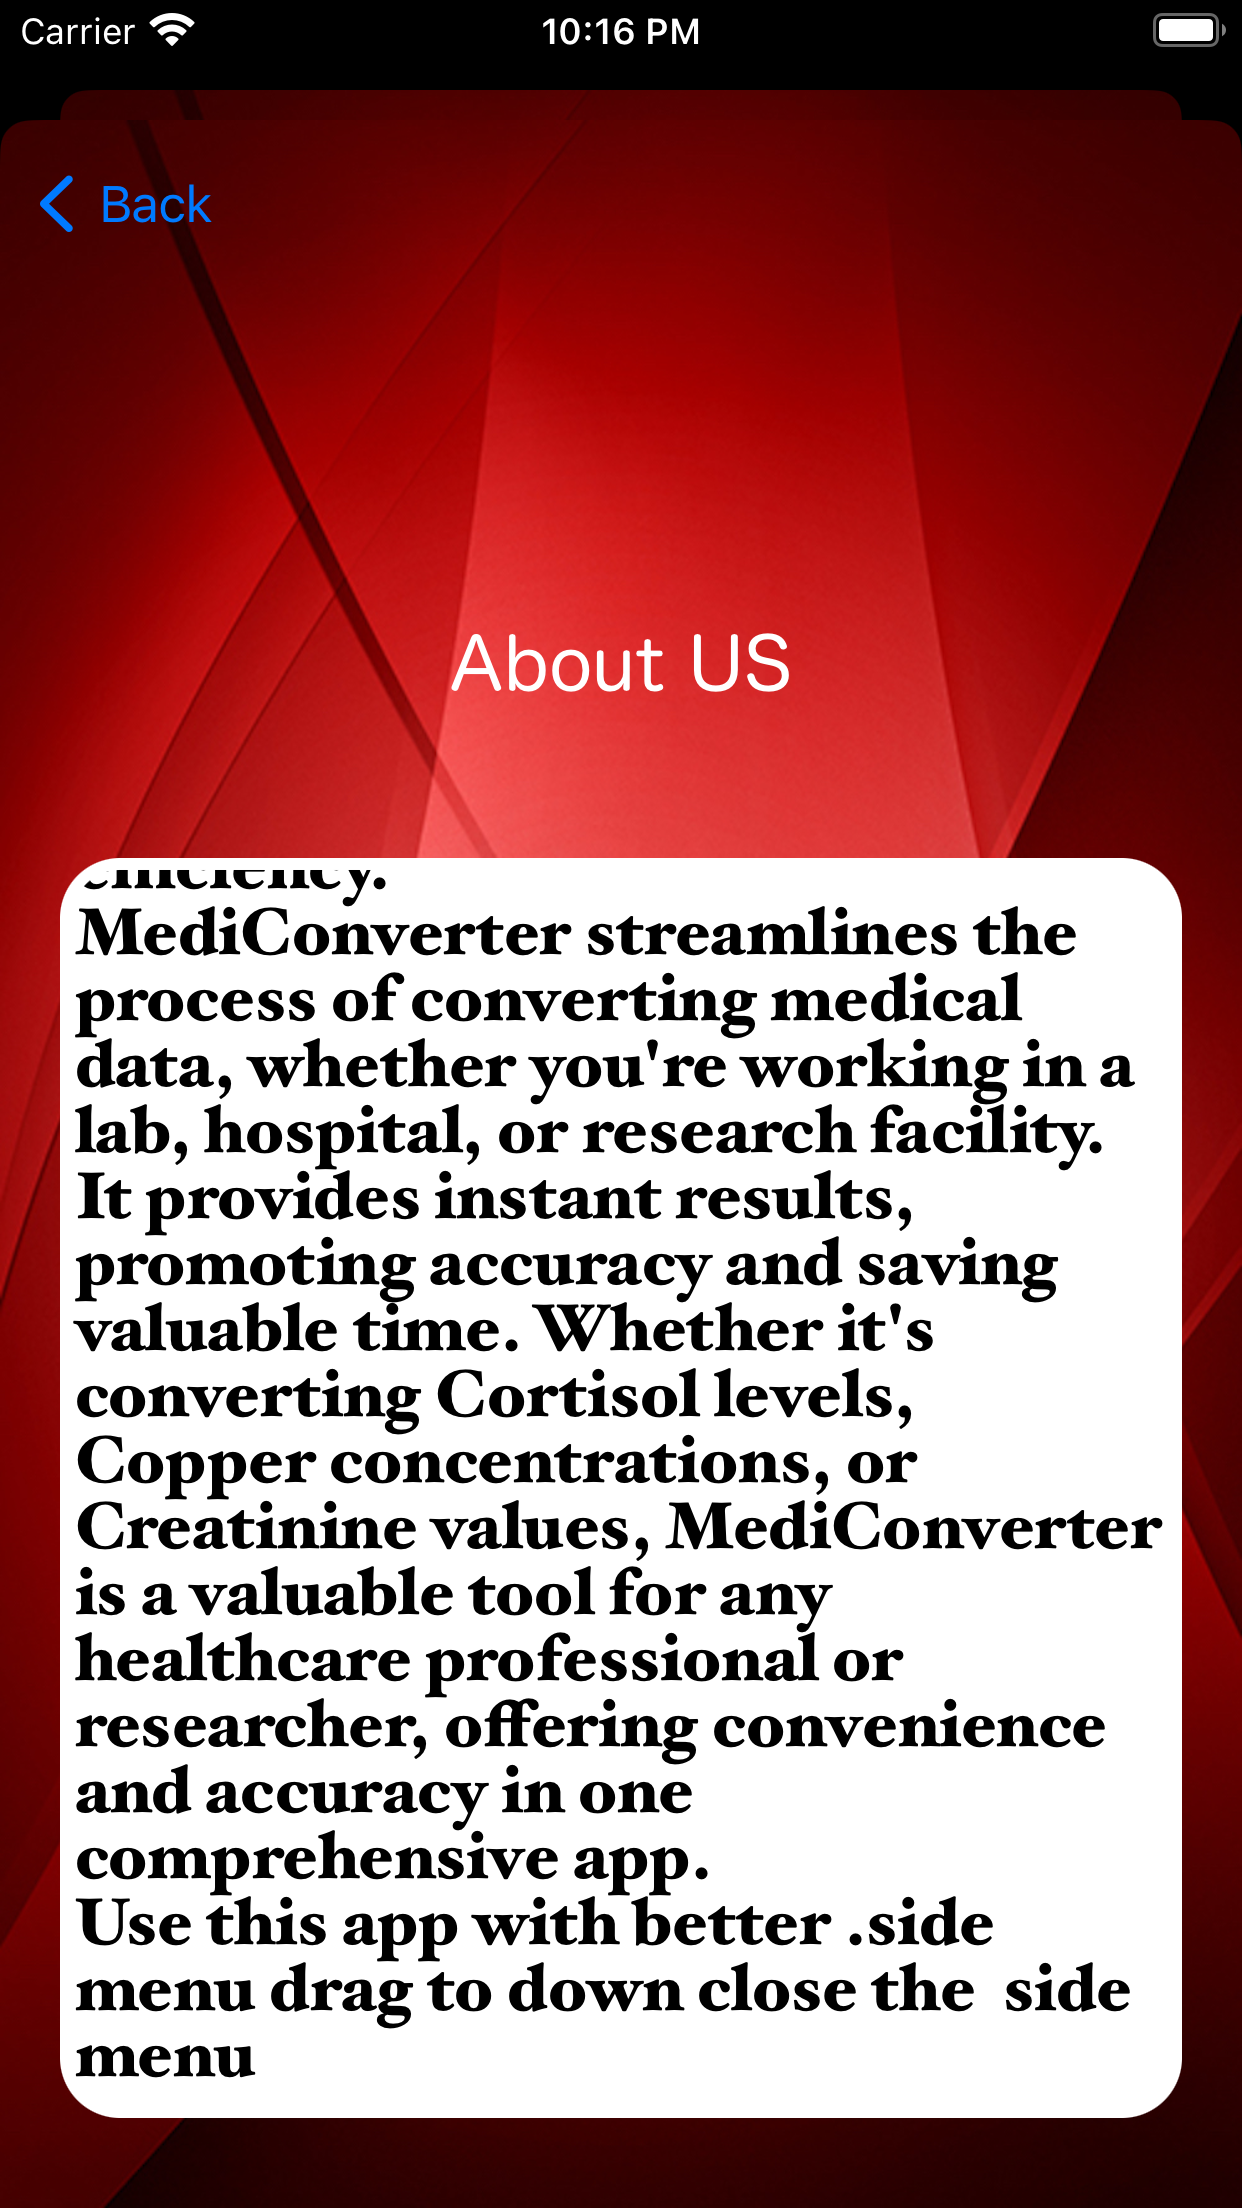 Carrier
10:16 PM
Back
About US
efficiency.
MediConverter streamlines the
process of converting medical
data, whether you're working in a
lab, hospital, or research facility.
It provides instant results,
promoting accuracy and saving
valuable time. Whether it's
converting Cortisol levels,
Copper concentrations, or
Creatinine values, MediConverter
is a valuable tool for any
healthcare professional or
researcher, offering convenience
and accuracy in one
comprehensive app.
Use this app with better .side
menu drag to down close the  side
menu